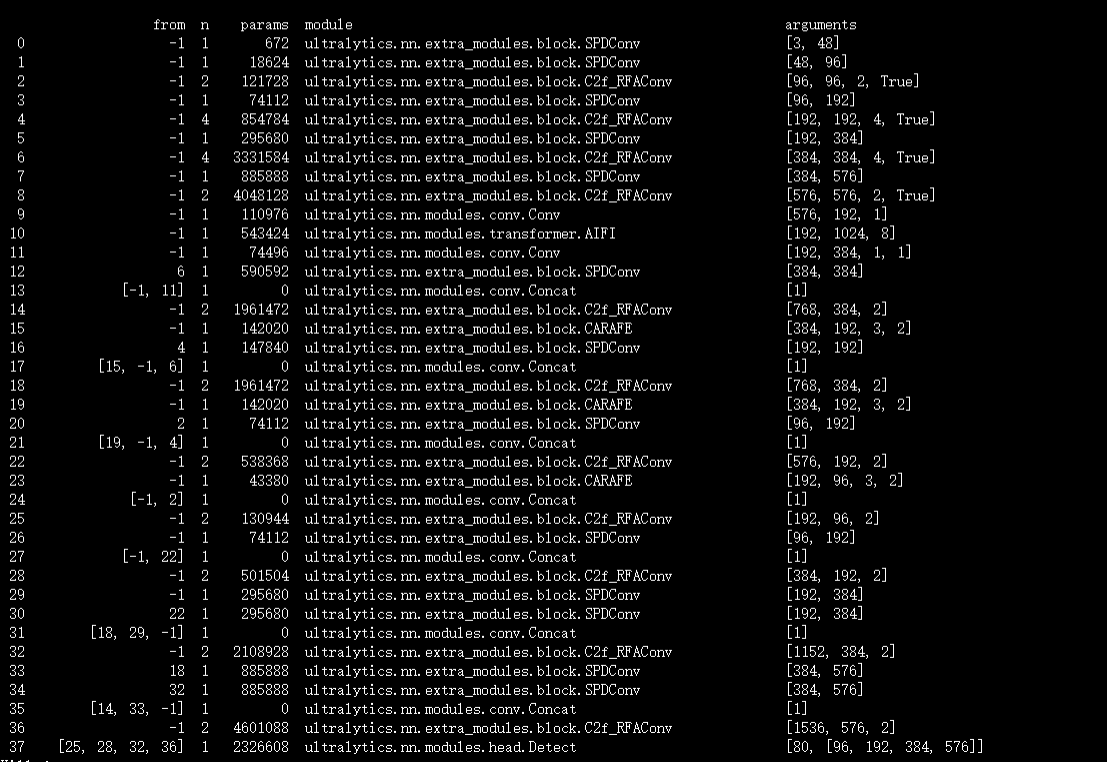 from n params module arguments
0 -1 1 672 ultralytics.nn.extra_modules.block.SPDConv [3, 48]
1 -1 1 18624 ultralytics.nn.extra_modules.block.SPDConv [48, 96]
2 -1 2 121728 ultralytics.nn.extra_modules.block.C2f_RFAConv [96, 96, 2, True]
3 -1 1 74112 ultralytics.nn.extra_modules.block.SPDConv [96, 192]
4 -1 4 854784 ultralytics.nn.extra_modules.block.C2f_RFAConv [192, 192, 4, True]
5 -1 1 295680 ultralytics.nn.extra_modules.block.SPDConv [192, 384]
6 -1 4 3331584 ultralytics.nn.extra_modules.block.C2f_RFAConv [384, 384, 4, True]
7 -1 1 885888 ultralytics.nn.extra_modules.block.SPDConv [384, 576]
8 -1 2 4048128 ultralytics.nn.extra_modules.block.C2f_RFAConv [576, 576, 2, True]
9 -1 1 110976 ultralytics.nn.modules.conv.Conv [576, 192, 1]
10 -1 1 543424 ultralytics.nn.modules.transformer.AIFI [192, 1024, 8]
11 -1 1 74496 ultralytics.nn.modules.conv.Conv [192, 384, 1, 1]
12 6 1 590592 ultralytics.nn.extra_modules.block.SPDConv [384, 384]
13 [-1, 11] 1 0 ultralytics.nn.modules.conv.Concat [1]
14 -1 2 1961472 ultralytics.nn.extra_modules.block.C2f_RFAConv [768, 384, 2]
15 -1 1 142020 ultralytics.nn.extra_modules.block.CARAFE [384, 192, 3, 2]
16 4 1 147840 ultralytics.nn.extra_modules.block.SPDConv [192, 192]
17 [15, -1, 6] 1 0 ultralytics.nn.modules.conv.Concat [1]
18 -1 2 1961472 ultralytics.nn.extra_modules.block.C2f_RFAConv [768, 384, 2]
19 -1 1 142020 ultralytics.nn.extra_modules.block.CARAFE [384, 192, 3, 2]
20 2 1 74112 ultralytics.nn.extra_modules.block.SPDConv [96, 192]
21 [19, -1, 4] 1 0 ultralytics.nn.modules.conv.Concat [1]
22 -1 2 538368 ultralytics.nn.extra_modules.block.C2f_RFAConv [576, 192, 2]
23 -1 1 43380 ultralytics.nn.extra_modules.block.CARAFE [192, 96, 3, 2]
24 [-1, 2] 1 0 ultralytics.nn.modules.conv.Concat [1]
25 -1 2 130944 ultralytics.nn.extra_modules.block.C2f_RFAConv [192, 96, 2]
26 -1 1 74112 ultralytics.nn.extra_modules.block.SPDConv [96, 192]
27 [-1, 22] 1 0 ultralytics.nn.modules.conv.Concat [1]
28 -1 2 501504 ultralytics.nn.extra_modules.block.C2f_RFAConv [384, 192, 2]
29 -1 1 295680 ultralytics.nn.extra_modules.block.SPDConv [192, 384]
30 22 1 295680 ultralytics.nn.extra_modules.block.SPDConv [192, 384]
31 [18, 29, -1] 1 0 ultralytics.nn.modules.conv.Concat [1]
32 -1 2 2108928 ultralytics.nn.extra_modules.block.C2f_RFAConv [1152, 384, 2]
33 18 1 885888 ultralytics.nn.extra_modules.block.SPDConv [384, 576]
34 32 1 885888 ultralytics.nn.extra_modules.block.SPDConv [384, 576]
35 [14, 33, -1] 1 0 ultralytics.nn.modules.conv.Concat [1]
36 -1 2 4601088 ultralytics.nn.extra_modules.block.C2f_RFAConv [1536, 576, 2]
37 [25, 28, 32, 36] 1 2326608 ultralytics.nn.modules.head.Detect [80, [96, 192, 384, 576]]